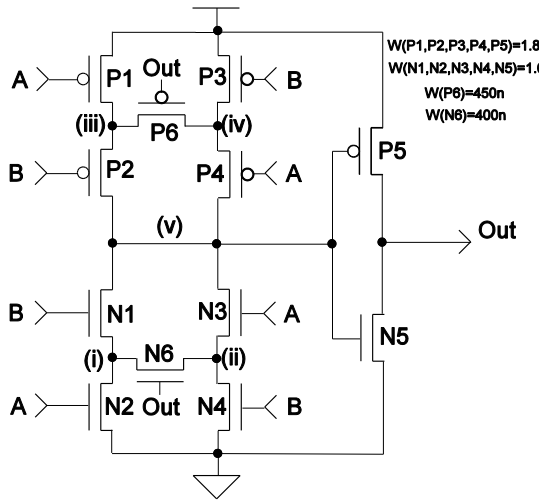 W(P1,P2,P3,P4,P5)=1.8
W(N1,N2,N3,N4,N5)=1.
W(P6)=450n
W(N6)=400n
A P1 Out P3 B
(iii) P6 (iv)
B P2 P4 A P5
(v) Out
B N1 N3 A N5
(i) N6 (ii)
A N2 Out N4 B